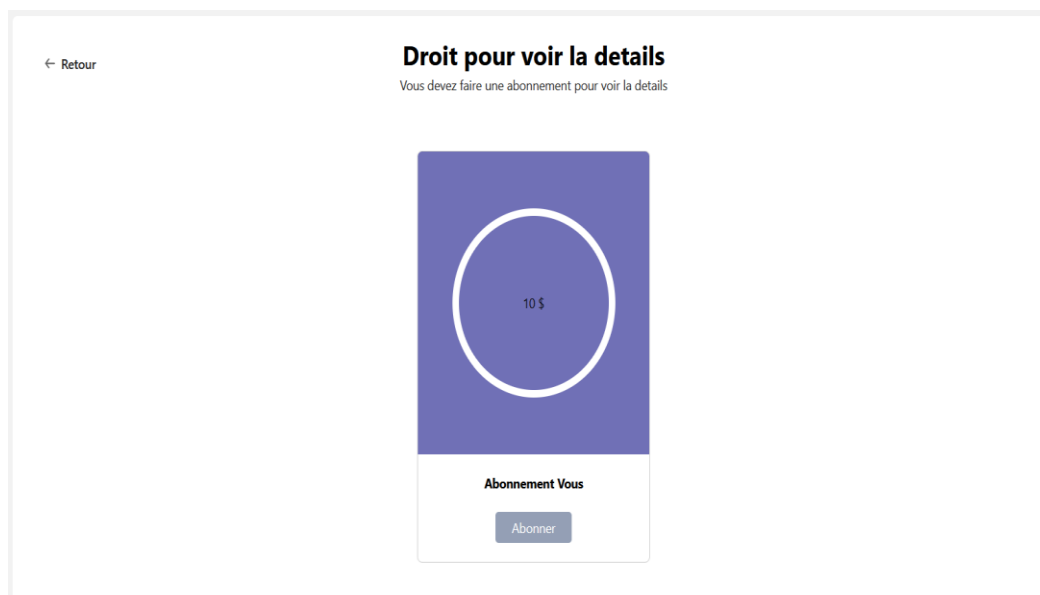 ← Retour
Droit pour voir la details
Vous devez faire une abonnement pour voir la details
10 $
Abonnement Vous
Abonner